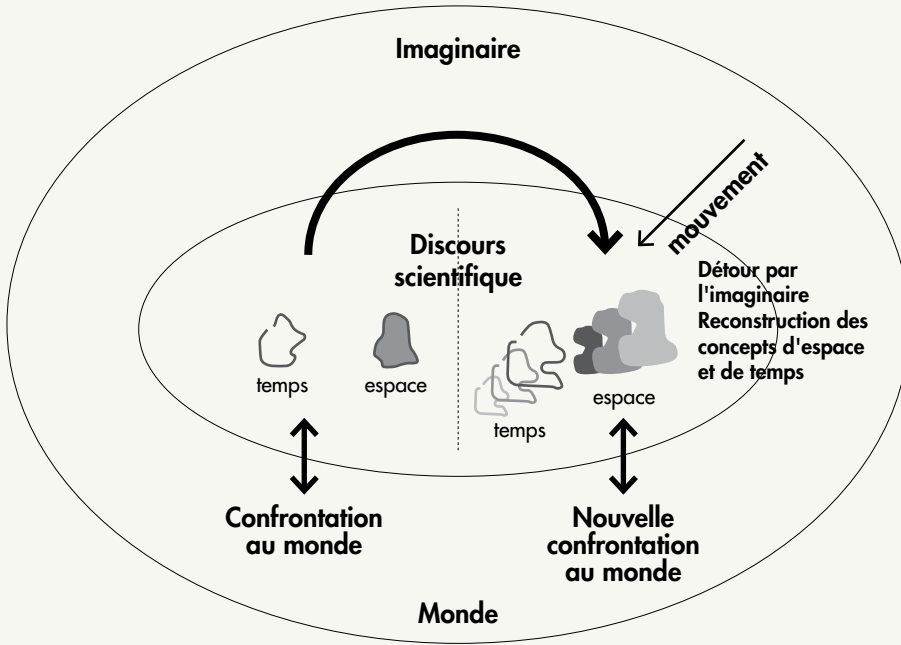 Imaginaire
mouvement
Discours
scientifique
Détour par
l'imaginaire
Reconstruction des
concepts d'espace
et de temps
temps
espace
temps
espace
Confrontation
au monde
Nouvelle
confrontation
au monde
Monde